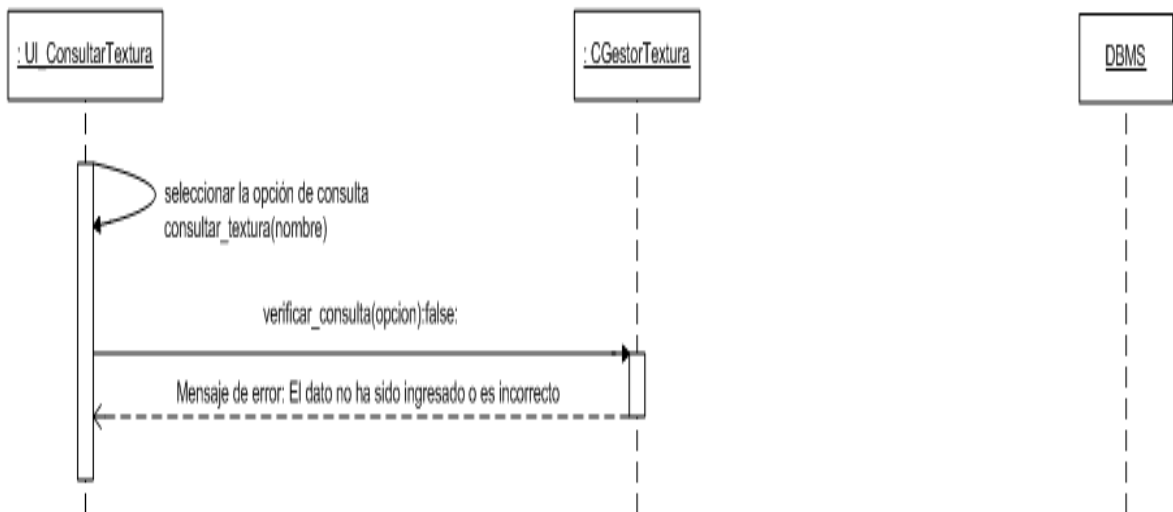 : UI_ConsultarTextura
: CGestorTextura
DBMS
seleccionar la opción de consulta
consultar_textura(nombre)
verificar_consulta(opcion):false:
Mensaje de error: El dato no ha sido ingresado o es incorrecto